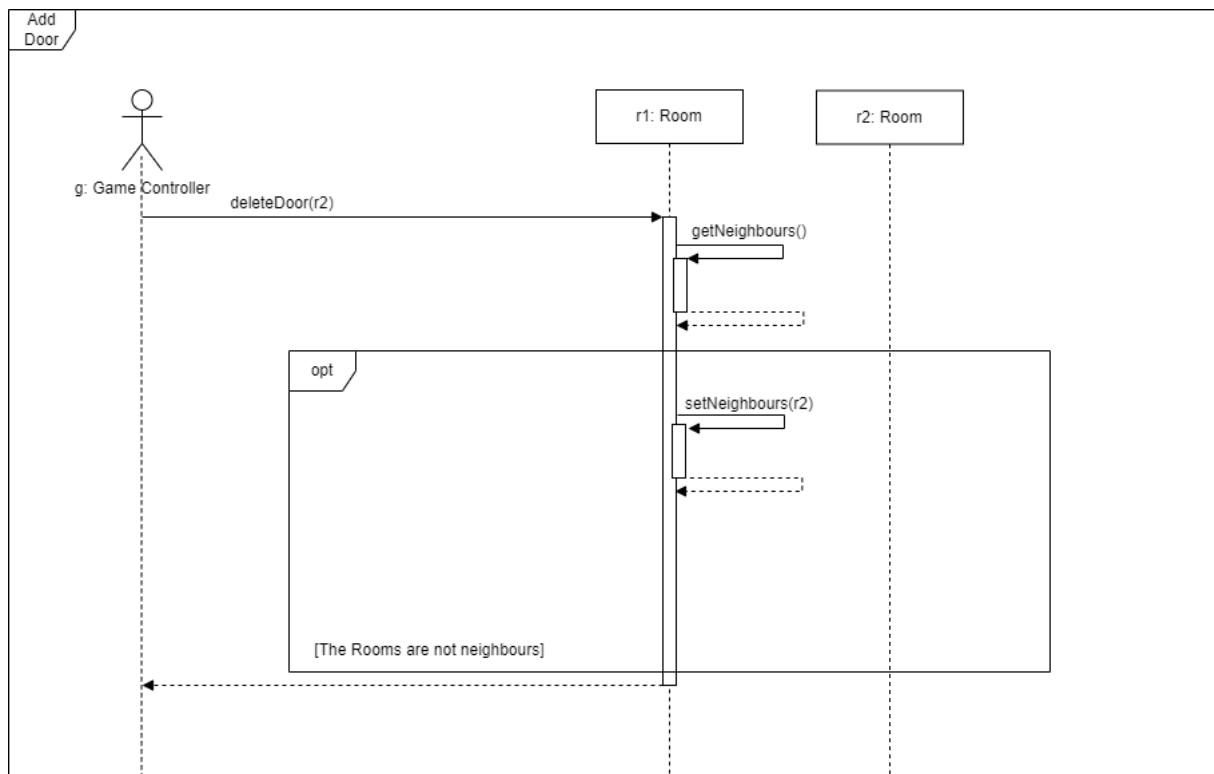 Add
Door
r1: Room
r2: Room
g: Game Controller
deleteDoor(r2)
getNeighbours()
opt
setNeighbours(r2)
[The Rooms are not neighbours]